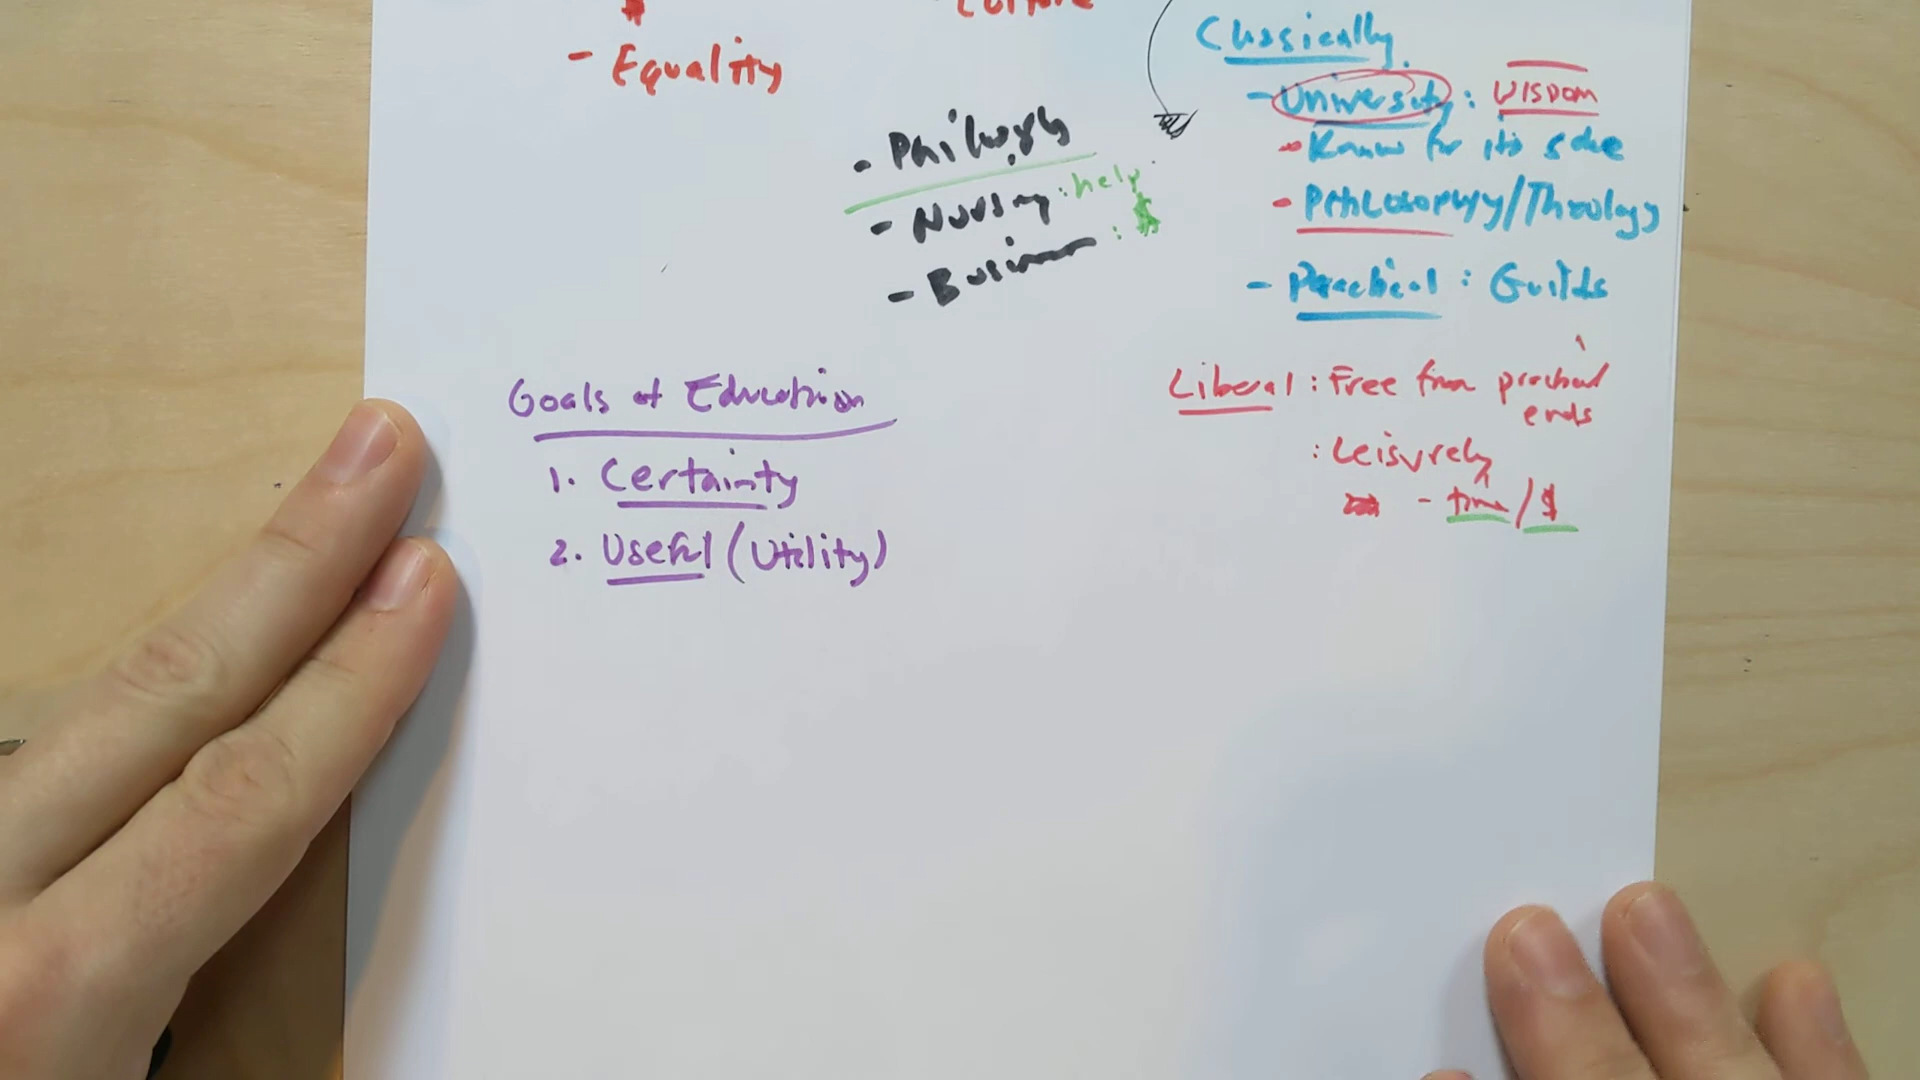 $
Culture
- Equality
Classically
- University: WISDOM
- Know for its sake
- Philosophy/Theology
- Practical: Guilds
- Philosophy
- Nursing: help
- Business: $
Goals of Education
1. Certainty
2. Useful (Utility)
Liberal: Free from practical
ends
: Leisurely
- time/$